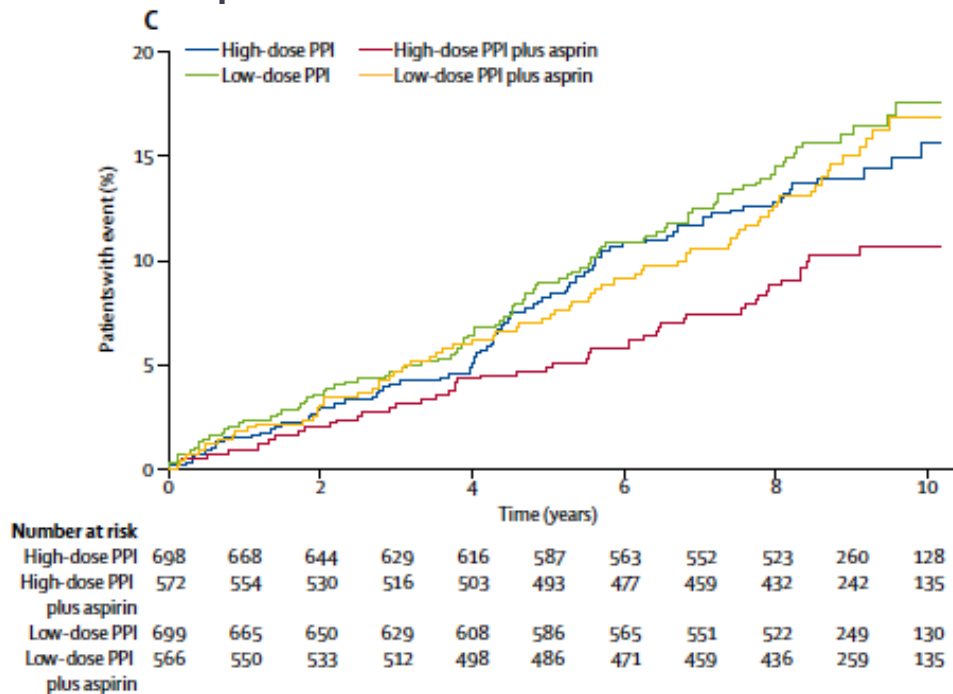 C
20
High-dose PPI
High-dose PPI plus asprin
Low-dose PPI
Low-dose PPI plus asprin
15
10
5
0
Patients with event (%)
0 2 4 6 8 10
Time (years)
Number at risk
High-dose PPI 698 668 644 629 616 587 563 552 523 260 128
High-dose PPI 572 554 530 516 503 493 477 459 432 242 135
plus aspirin
Low-dose PPI 699 665 650 629 608 586 565 551 522 249 130
Low-dose PPI 566 550 533 512 498 486 471 459 436 259 135
plus aspirin